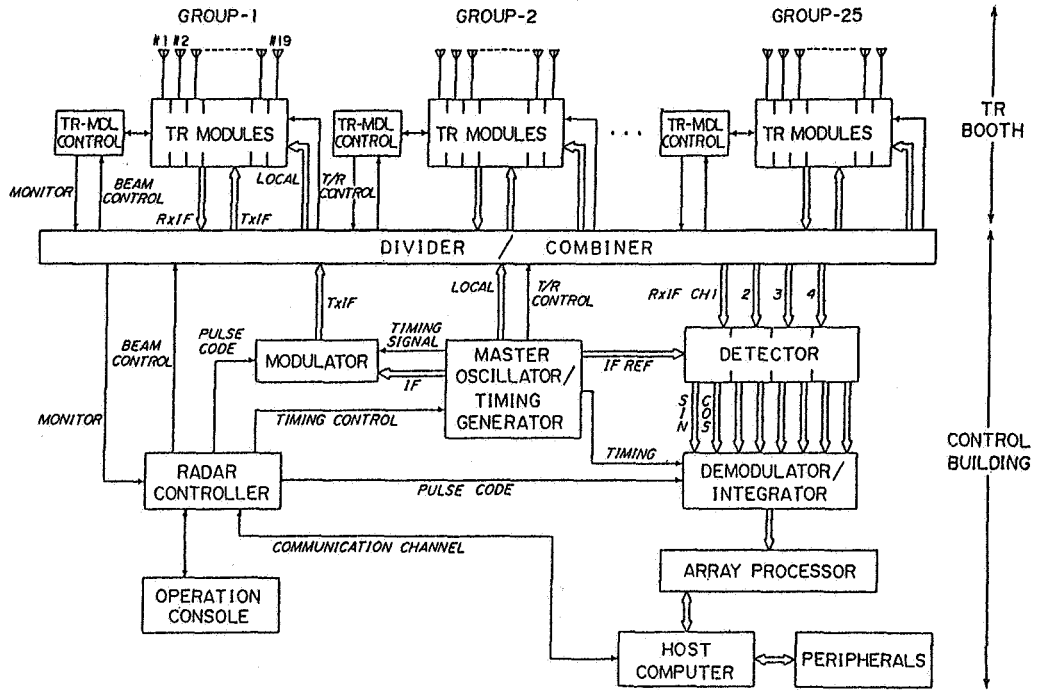 GROUP-1
GROUP-2
GROUP-25
#1 #2 #19
TR-MDL
CONTROL
TR MODULES
TR-MDL
CONTROL
TR MODULES
. . .
TR-MDL
CONTROL
TR MODULES
TR
BOOTH
MONITOR
BEAM
CONTROL
RxIF
TxIF
LOCAL
T/R
CONTROL
DIVIDER / COMBINER
TxIF
LOCAL
T/R
CONTROL
RxIF CH1 2 3 4
BEAM
CONTROL
PULSE
CODE
MODULATOR
TIMING
SIGNAL
IF
MASTER
OSCILLATOR/
TIMING
GENERATOR
IF REF
DETECTOR
MONITOR
TIMING CONTROL
SIN
COS
TIMING
CONTROL
BUILDING
RADAR
CONTROLLER
PULSE CODE
DEMODULATOR/
INTEGRATOR
COMMUNICATION CHANNEL
ARRAY PROCESSOR
OPERATION
CONSOLE
HOST
COMPUTER
PERIPHERALS